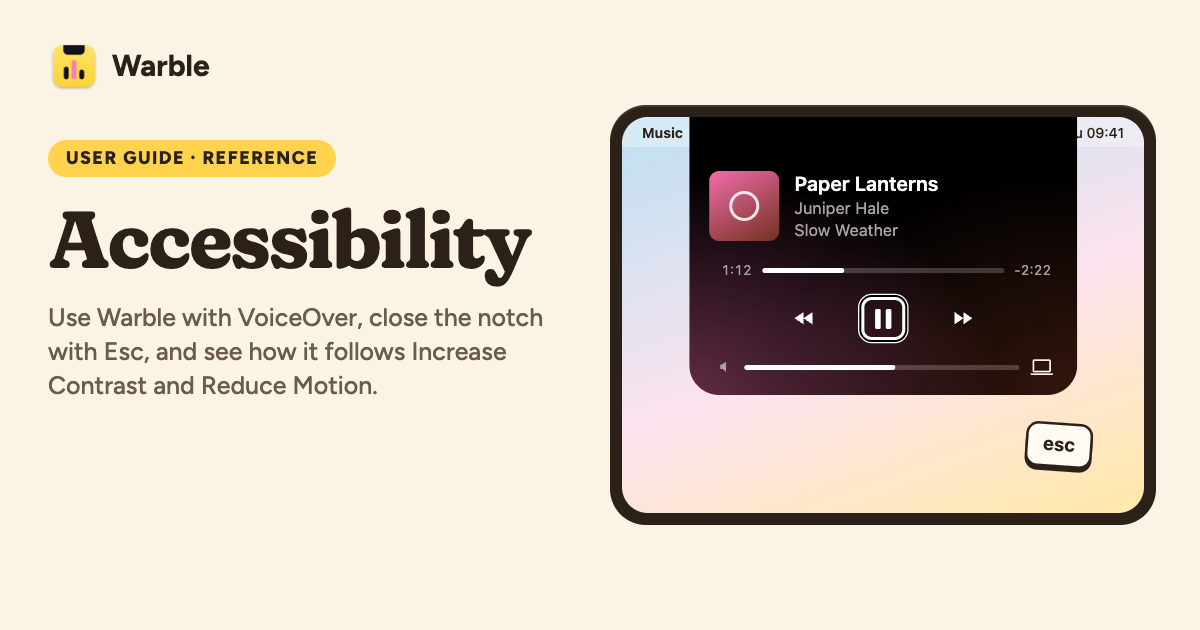 Warble
USER GUIDE · REFERENCE
Accessibility
Use Warble with VoiceOver, close the notch
with Esc, and see how it follows Increase
Contrast and Reduce Motion.
Music
09:41
Paper Lanterns
Juniper Hale
Slow Weather
1:12
-2:22
esc